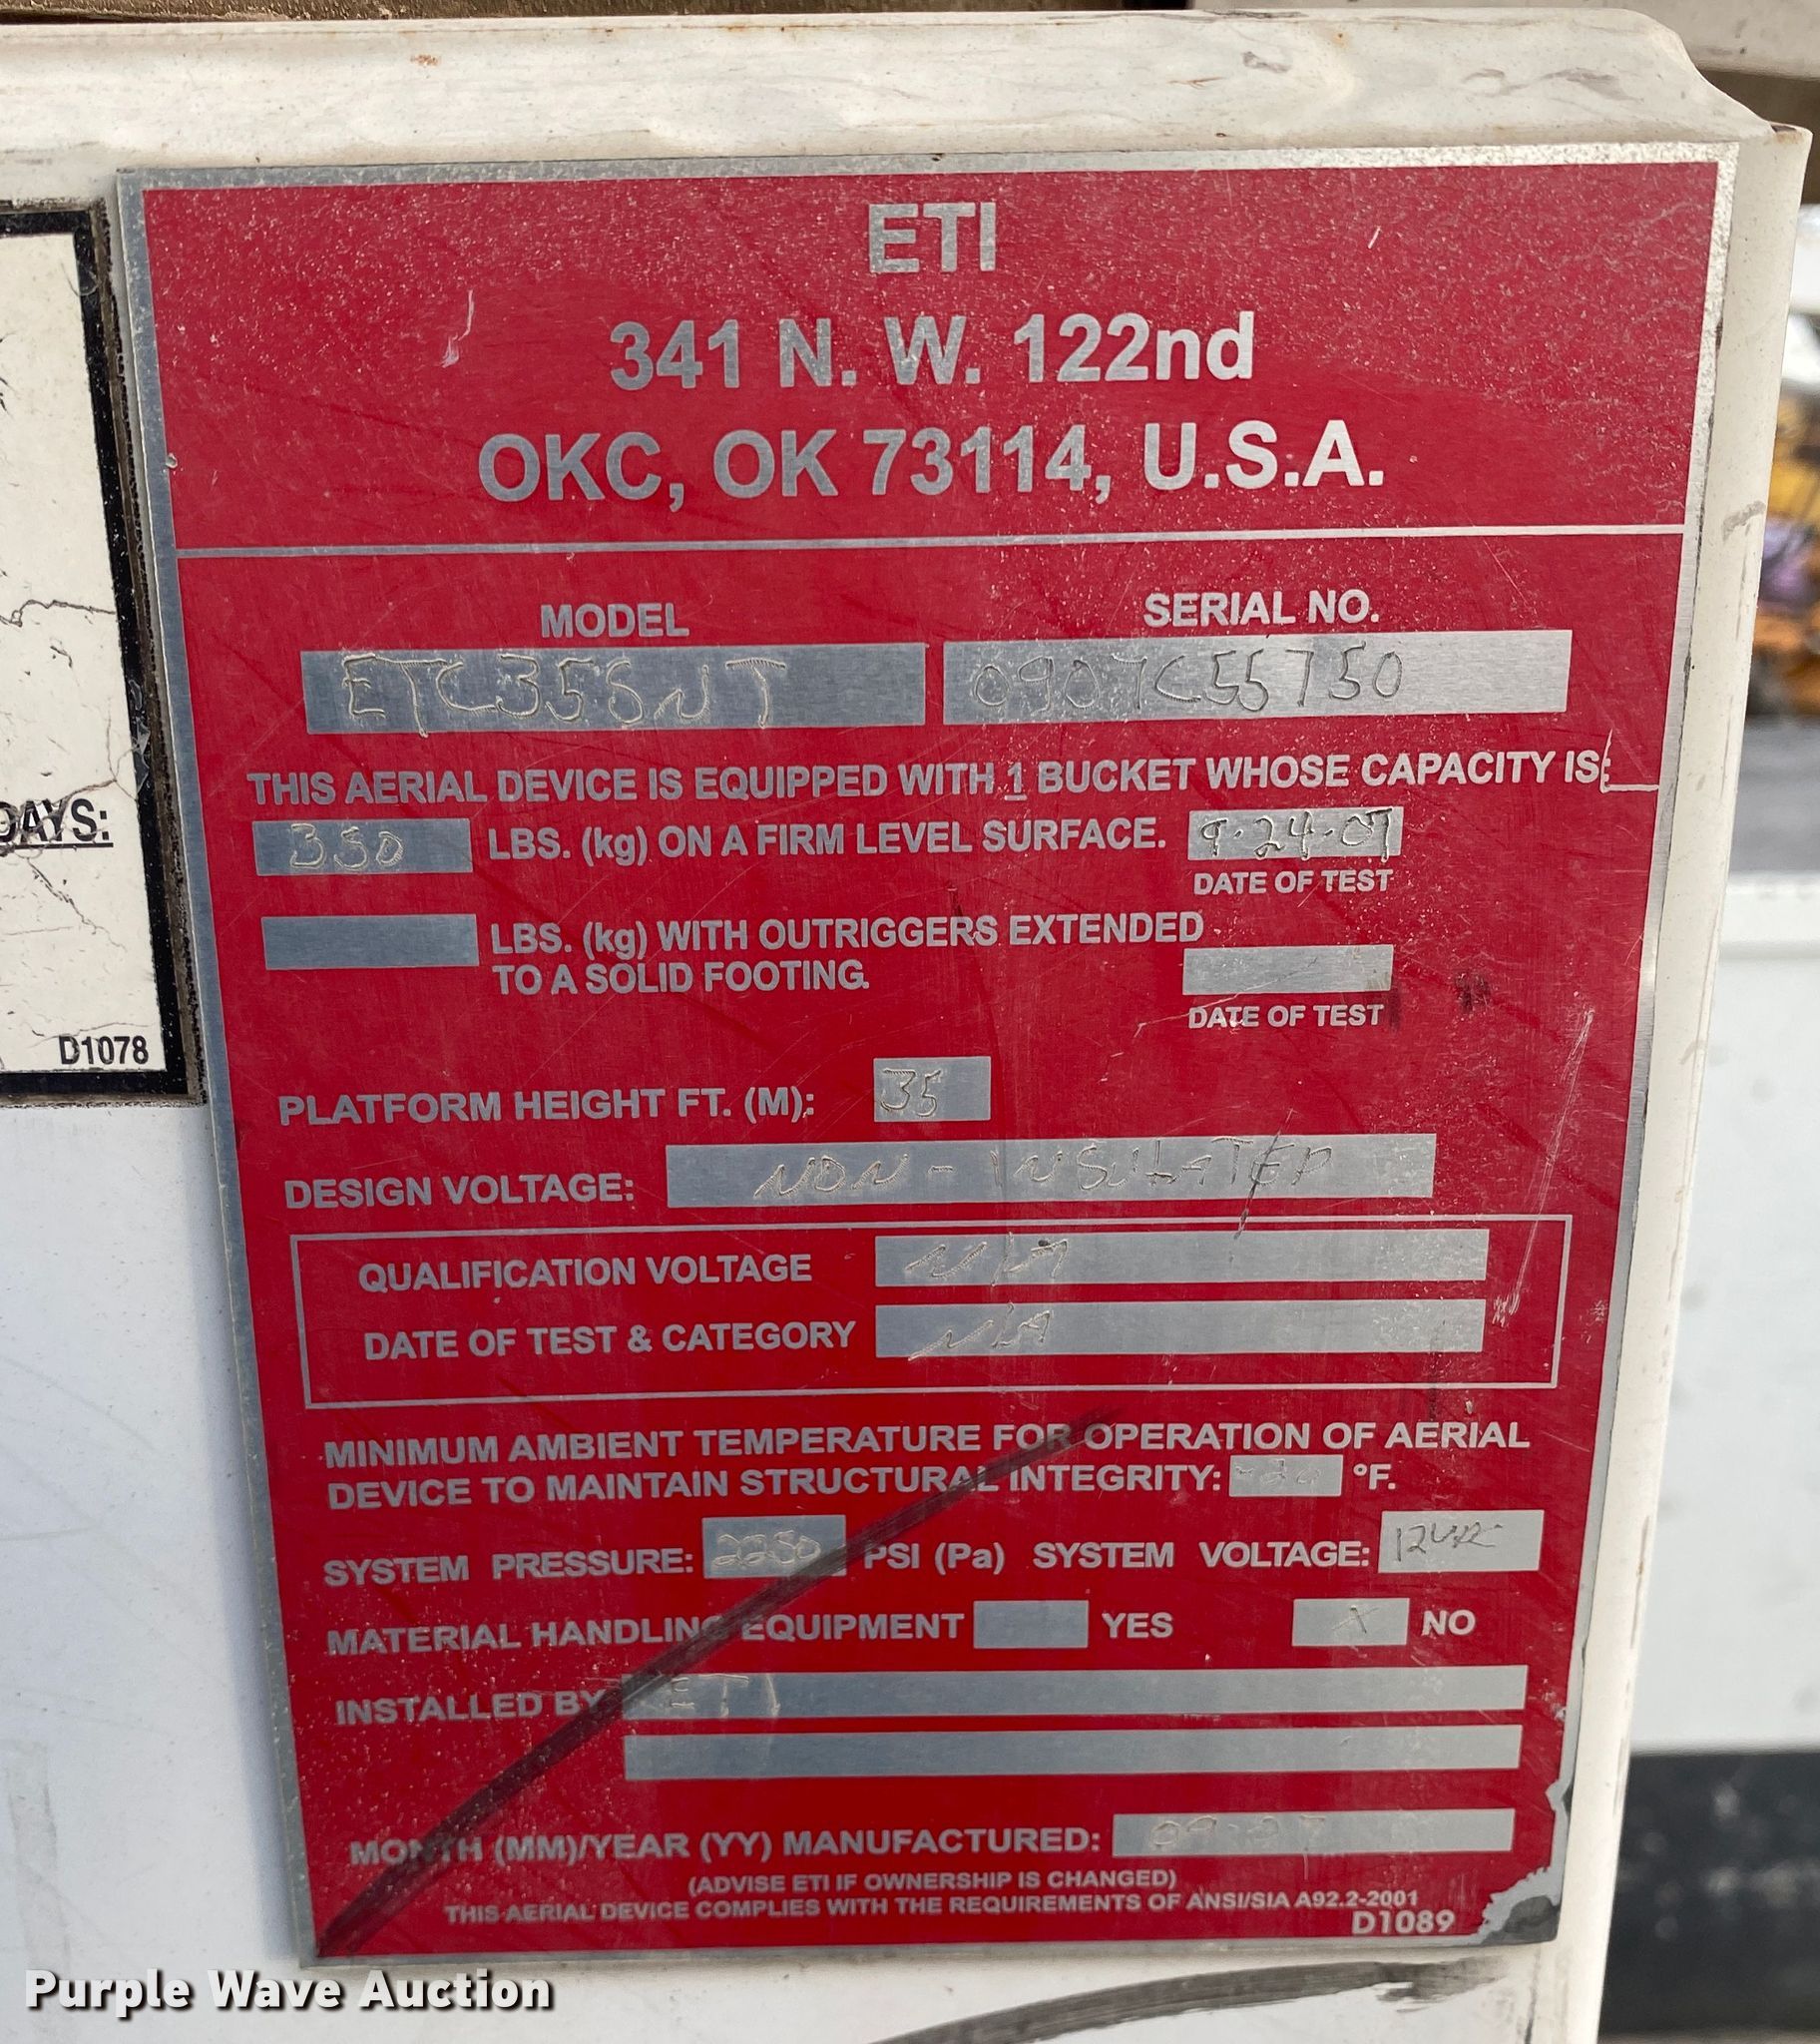 ETI
341 N. W. 122nd
OKC, OK 73114, U.S.A.
MODEL SERIAL NO.
ETC35SNT 0907C55750
THIS AERIAL DEVICE IS EQUIPPED WITH 1 BUCKET WHOSE CAPACITY IS:
350 LBS. (kg) ON A FIRM LEVEL SURFACE. 9-24-07
DATE OF TEST
LBS. (kg) WITH OUTRIGGERS EXTENDED
TO A SOLID FOOTING.
DATE OF TEST
PLATFORM HEIGHT FT. (M): 35
DESIGN VOLTAGE: NON-INSULATED
QUALIFICATION VOLTAGE N/A
DATE OF TEST & CATEGORY N/A
MINIMUM AMBIENT TEMPERATURE FOR OPERATION OF AERIAL
DEVICE TO MAINTAIN STRUCTURAL INTEGRITY: °F.
SYSTEM PRESSURE: 2250 PSI (Pa) SYSTEM VOLTAGE:
MATERIAL HANDLING EQUIPMENT YES X NO
INSTALLED BY ETI
MONTH (MM)/YEAR (YY) MANUFACTURED: 09-07
(ADVISE ETI IF OWNERSHIP IS CHANGED)
THIS AERIAL DEVICE COMPLIES WITH THE REQUIREMENTS OF ANSI/SIA A92.2-2001
D1089
DAYS:
D1078
Purple Wave Auction